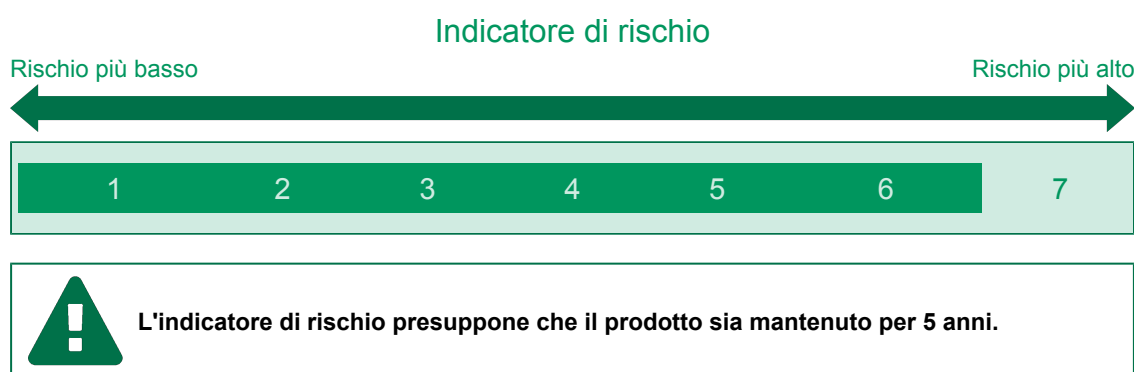 Indicatore di rischio
Rischio più basso Rischio più alto
1 2 3 4 5 6 7
L'indicatore di rischio presuppone che il prodotto sia mantenuto per 5 anni.